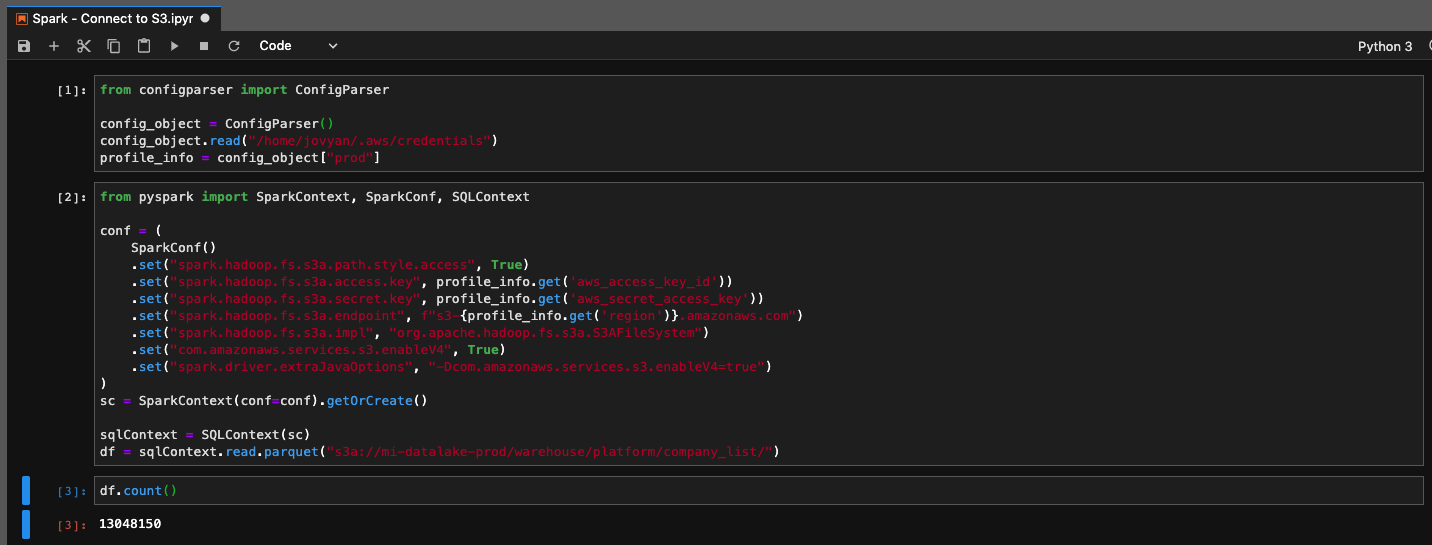 Spark - Connect to S3.ipyr
Code
Python 3
[1]:
from configparser import ConfigParser
config_object = ConfigParser()
config_object.read("/home/jovyan/.aws/credentials")
profile_info = config_object["prod"]
[2]:
from pyspark import SparkContext, SparkConf, SQLContext
conf = (
    SparkConf()
    .set("spark.hadoop.fs.s3a.path.style.access", True)
    .set("spark.hadoop.fs.s3a.access.key", profile_info.get('aws_access_key_id'))
    .set("spark.hadoop.fs.s3a.secret.key", profile_info.get('aws_secret_access_key'))
    .set("spark.hadoop.fs.s3a.endpoint", f"s3-{profile_info.get('region')}.amazonaws.com")
    .set("spark.hadoop.fs.s3a.impl", "org.apache.hadoop.fs.s3a.S3AFileSystem")
    .set("com.amazonaws.services.s3.enableV4", True)
    .set("spark.driver.extraJavaOptions", "-Dcom.amazonaws.services.s3.enableV4=true")
)
sc = SparkContext(conf=conf).getOrCreate()
sqlContext = SQLContext(sc)
df = sqlContext.read.parquet("s3a://mi-datalake-prod/warehouse/platform/company_list/")
[3]:
df.count()
[3]:
13048150